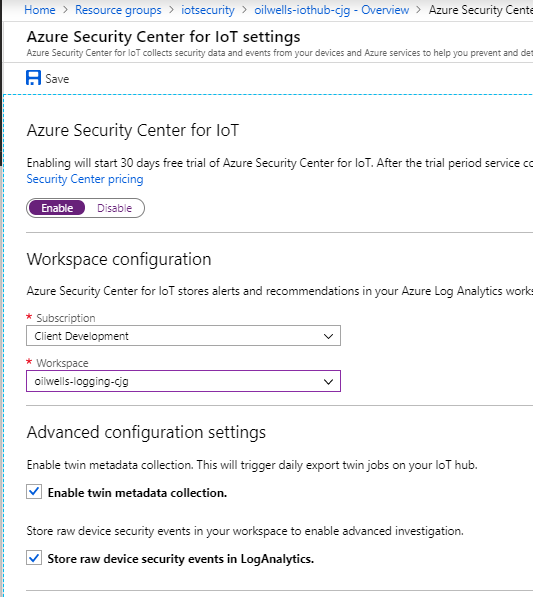 Home > Resource groups > iotsecurity > oilwells-iothub-cjg - Overview > Azure Security Cente
Azure Security Center for IoT settings
Azure Security Center for IoT collects security data and events from your devices and Azure services to help you prevent and det
Save
Azure Security Center for IoT
Enabling will start 30 days free trial of Azure Security Center for IoT. After the trial period service co
Security Center pricing
Enable Disable
Workspace configuration
Azure Security Center for IoT stores alerts and recommendations in your Azure Log Analytics works
* Subscription
Client Development
* Workspace
oilwells-logging-cjg
Advanced configuration settings
Enable twin metadata collection. This will trigger daily export twin jobs on your IoT hub.
Enable twin metadata collection.
Store raw device security events in your workspace to enable advanced investigation.
Store raw device security events in LogAnalytics.